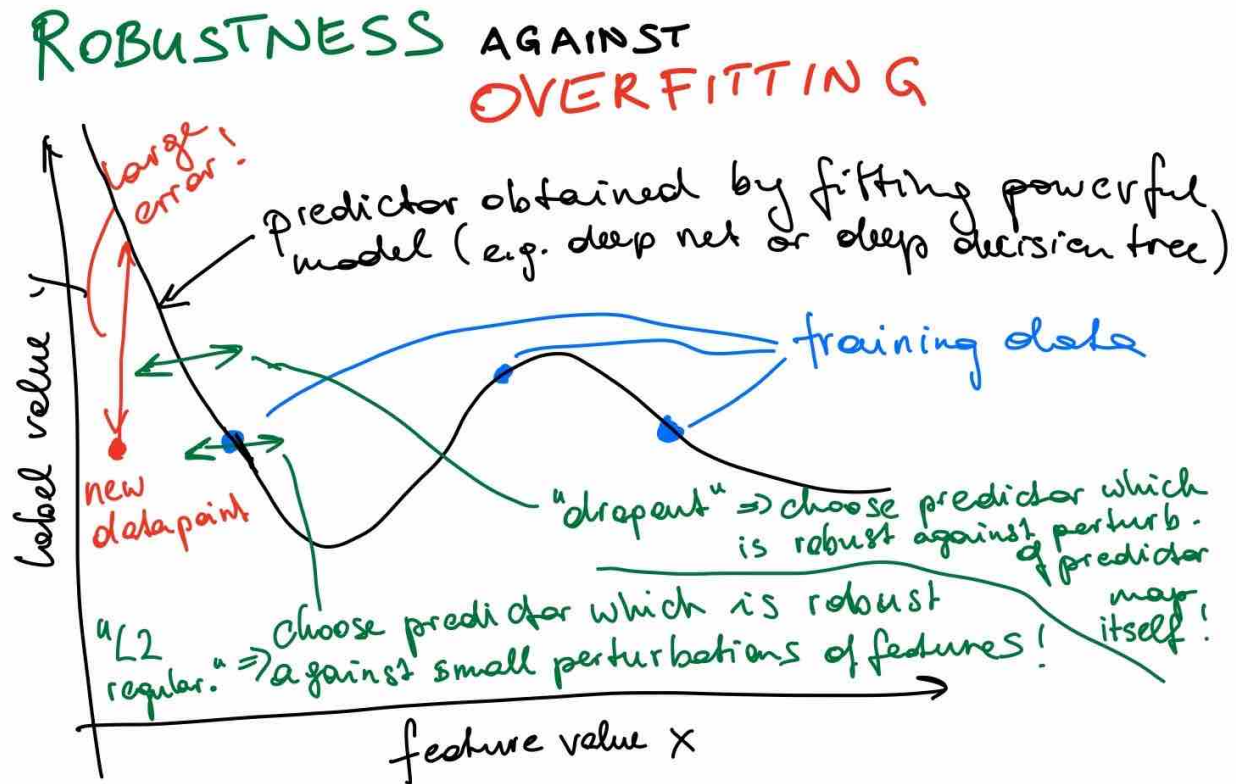 ROBUSTNESS AGAINST
OVERFITTING
large
error!
predictor obtained by fitting powerful
model (e.g. deep net or deep decision tree)
label value y
training data
new
datapoint
"dropout" => choose predictor which
is robust against perturb.
of predictor
map
itself!
"L2
regular." =>
choose predictor which is robust
against small perturbations of features!
feature value x